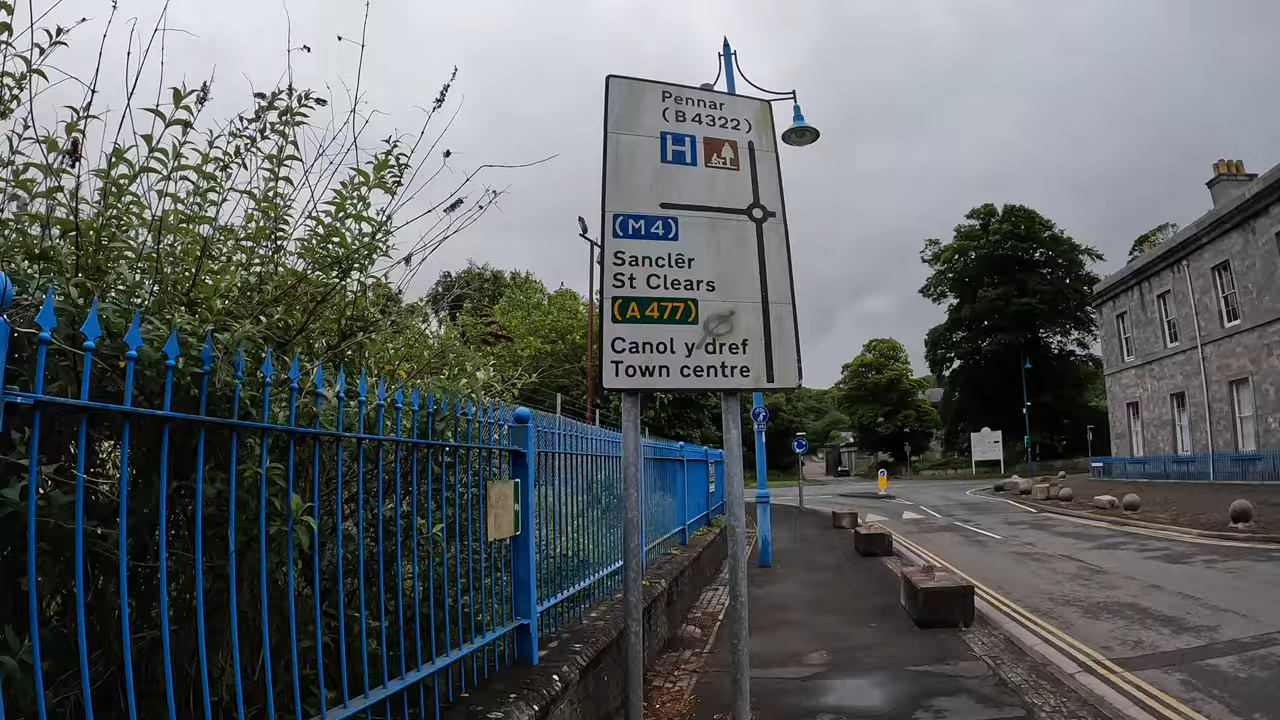 Pennar
(B4322)
H
(M4)
Sanclêr
St Clears
(A477)
Canol y dref
Town centre